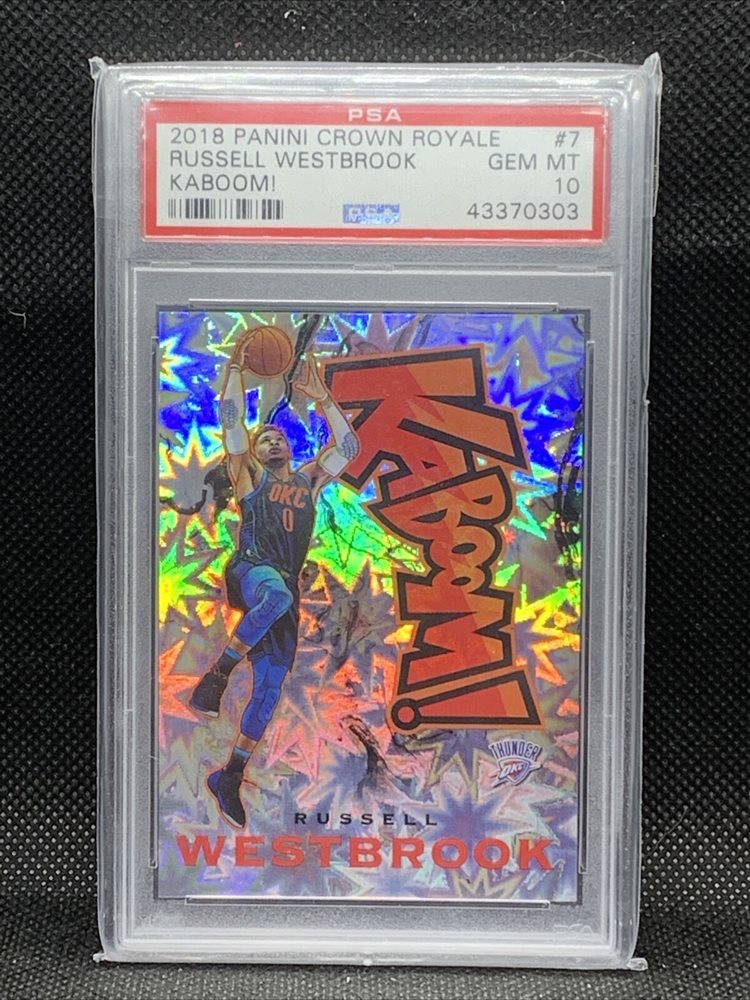 PSA
2018 PANINI CROWN ROYALE #7
RUSSELL WESTBROOK GEM MT
KABOOM! 10
PSA 43370303
OKC
0
KABOOM!
THUNDER
OKC
RUSSELL
WESTBROOK